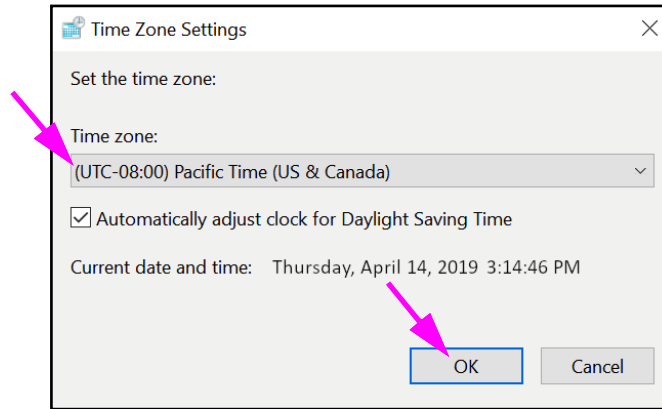 Time Zone Settings
Set the time zone:
Time zone:
(UTC-08:00) Pacific Time (US & Canada)
Automatically adjust clock for Daylight Saving Time
Current date and time: Thursday, April 14, 2019 3:14:46 PM
OK Cancel